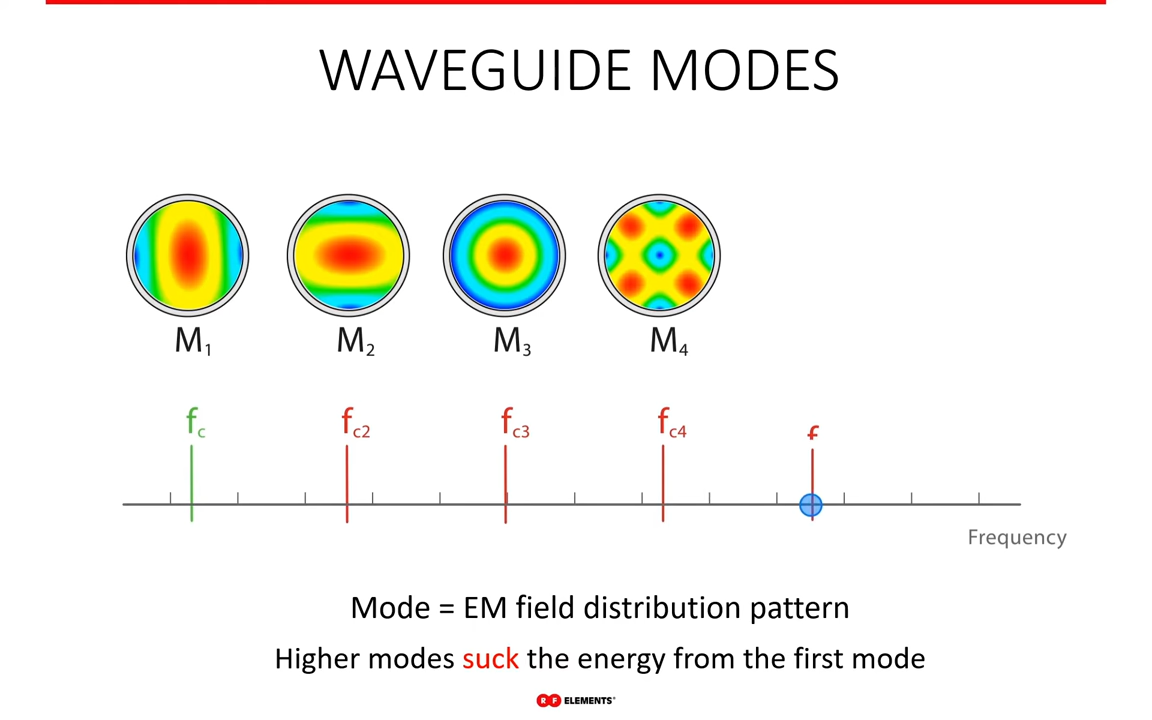 WAVEGUIDE MODES
M1 M2 M3 M4
fc fc2 fc3 fc4 f
Frequency
Mode = EM field distribution pattern
Higher modes suck the energy from the first mode
RF ELEMENTS